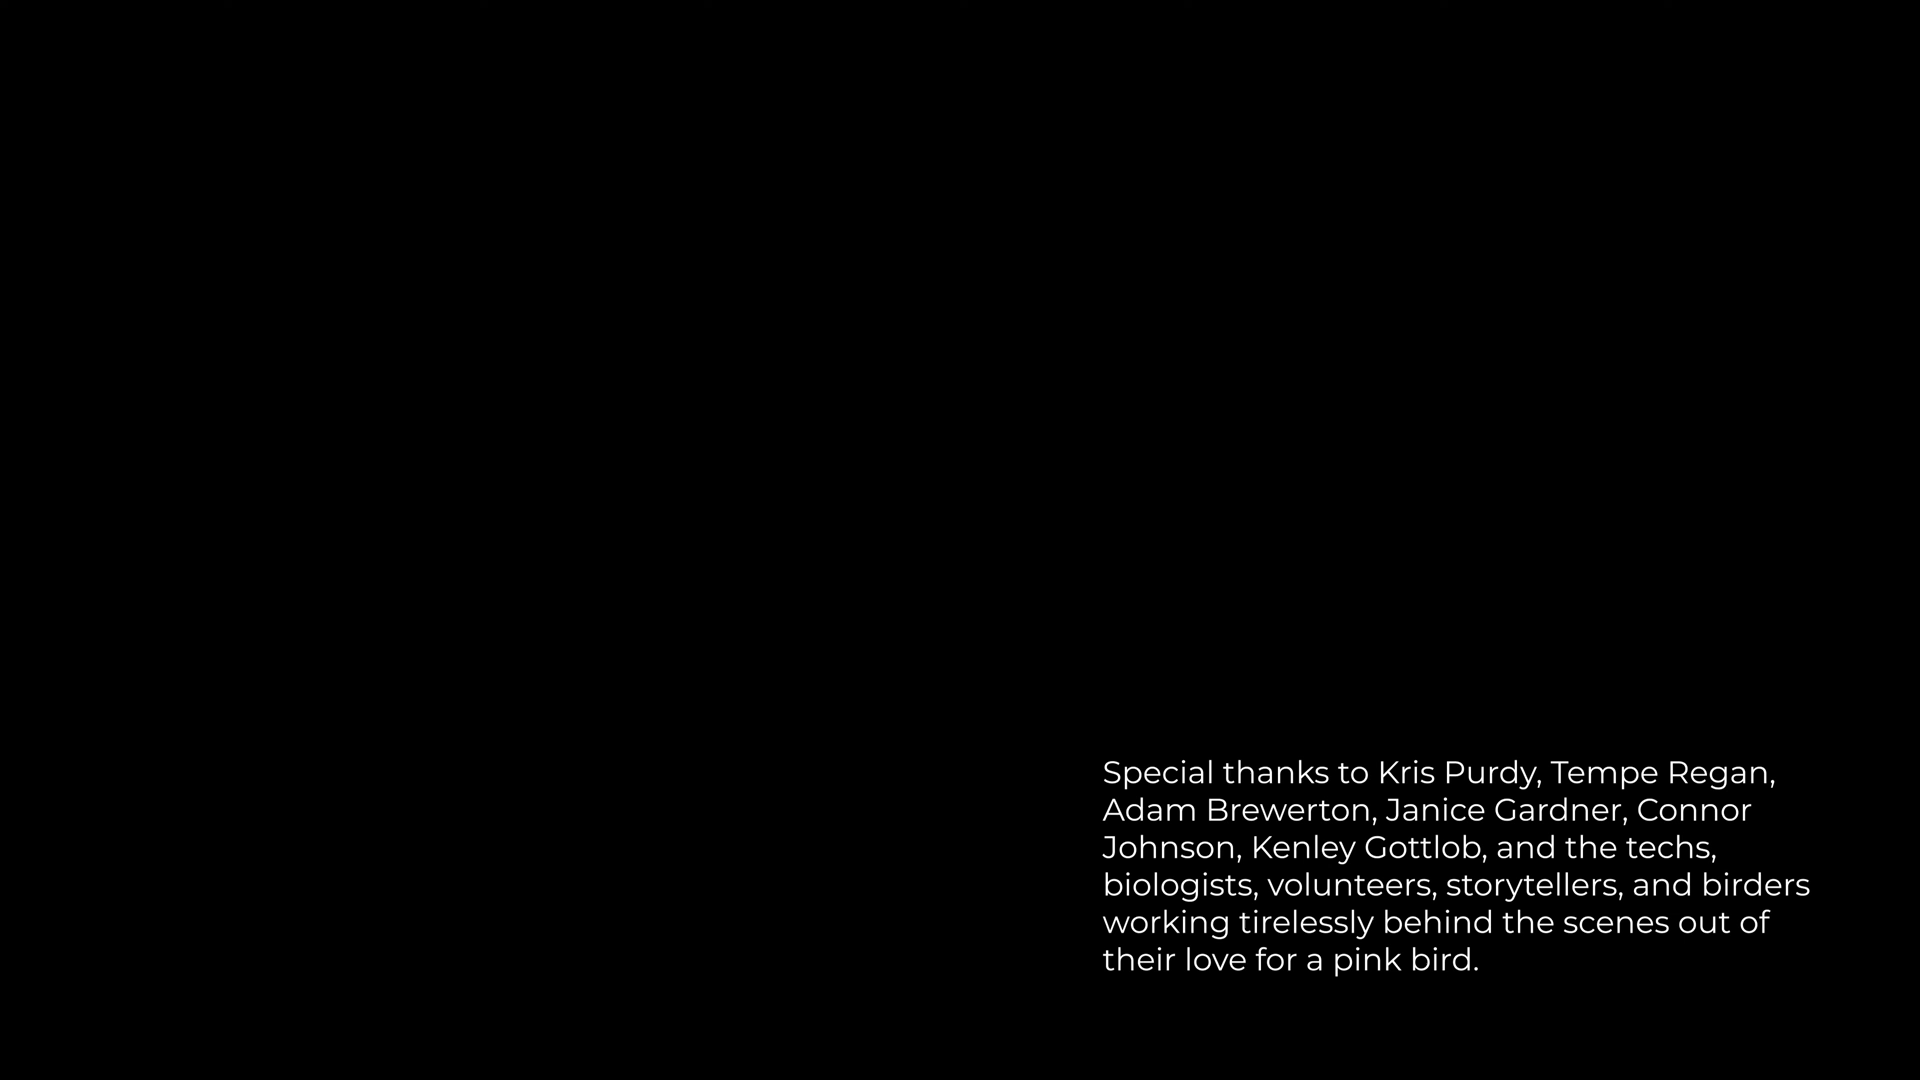 Special thanks to Kris Purdy, Tempe Regan,
Adam Brewerton, Janice Gardner, Connor
Johnson, Kenley Gottlob, and the techs,
biologists, volunteers, storytellers, and birders
working tirelessly behind the scenes out of
their love for a pink bird.